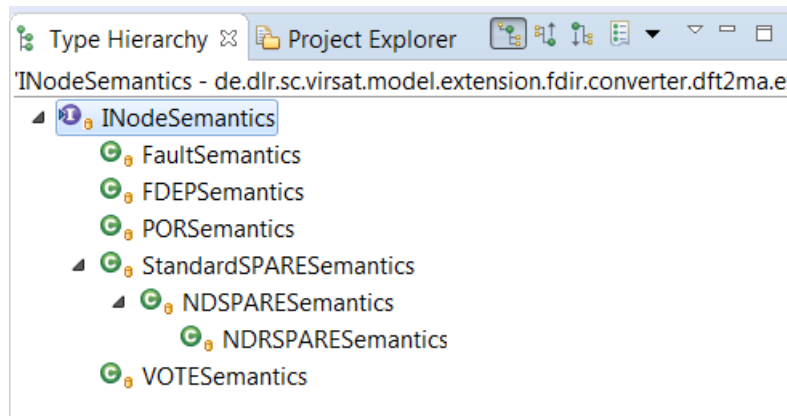 Type Hierarchy Project Explorer
'INodeSemantics - de.dlr.sc.virsat.model.extension.fdir.converter.dft2ma.e
INodeSemantics
FaultSemantics
FDEPSemantics
PORSemantics
StandardSPARESemantics
NDSPARESemantics
NDRSPARESemantics
VOTESemantics